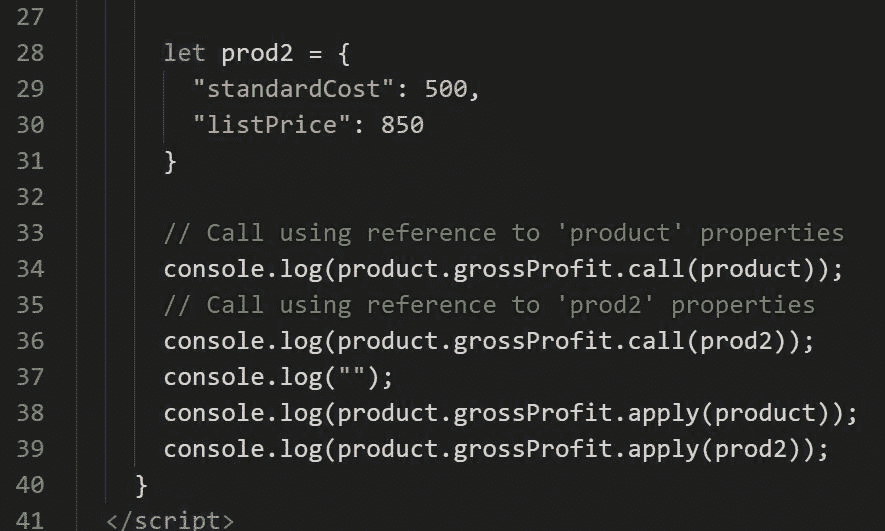 27
28 let prod2 = {
29 "standardCost": 500,
30 "listPrice": 850
31 }
32
33 // Call using reference to 'product' properties
34 console.log(product.grossProfit.call(product));
35 // Call using reference to 'prod2' properties
36 console.log(product.grossProfit.call(prod2));
37 console.log("");
38 console.log(product.grossProfit.apply(product));
39 console.log(product.grossProfit.apply(prod2));
40 }
41 </script>